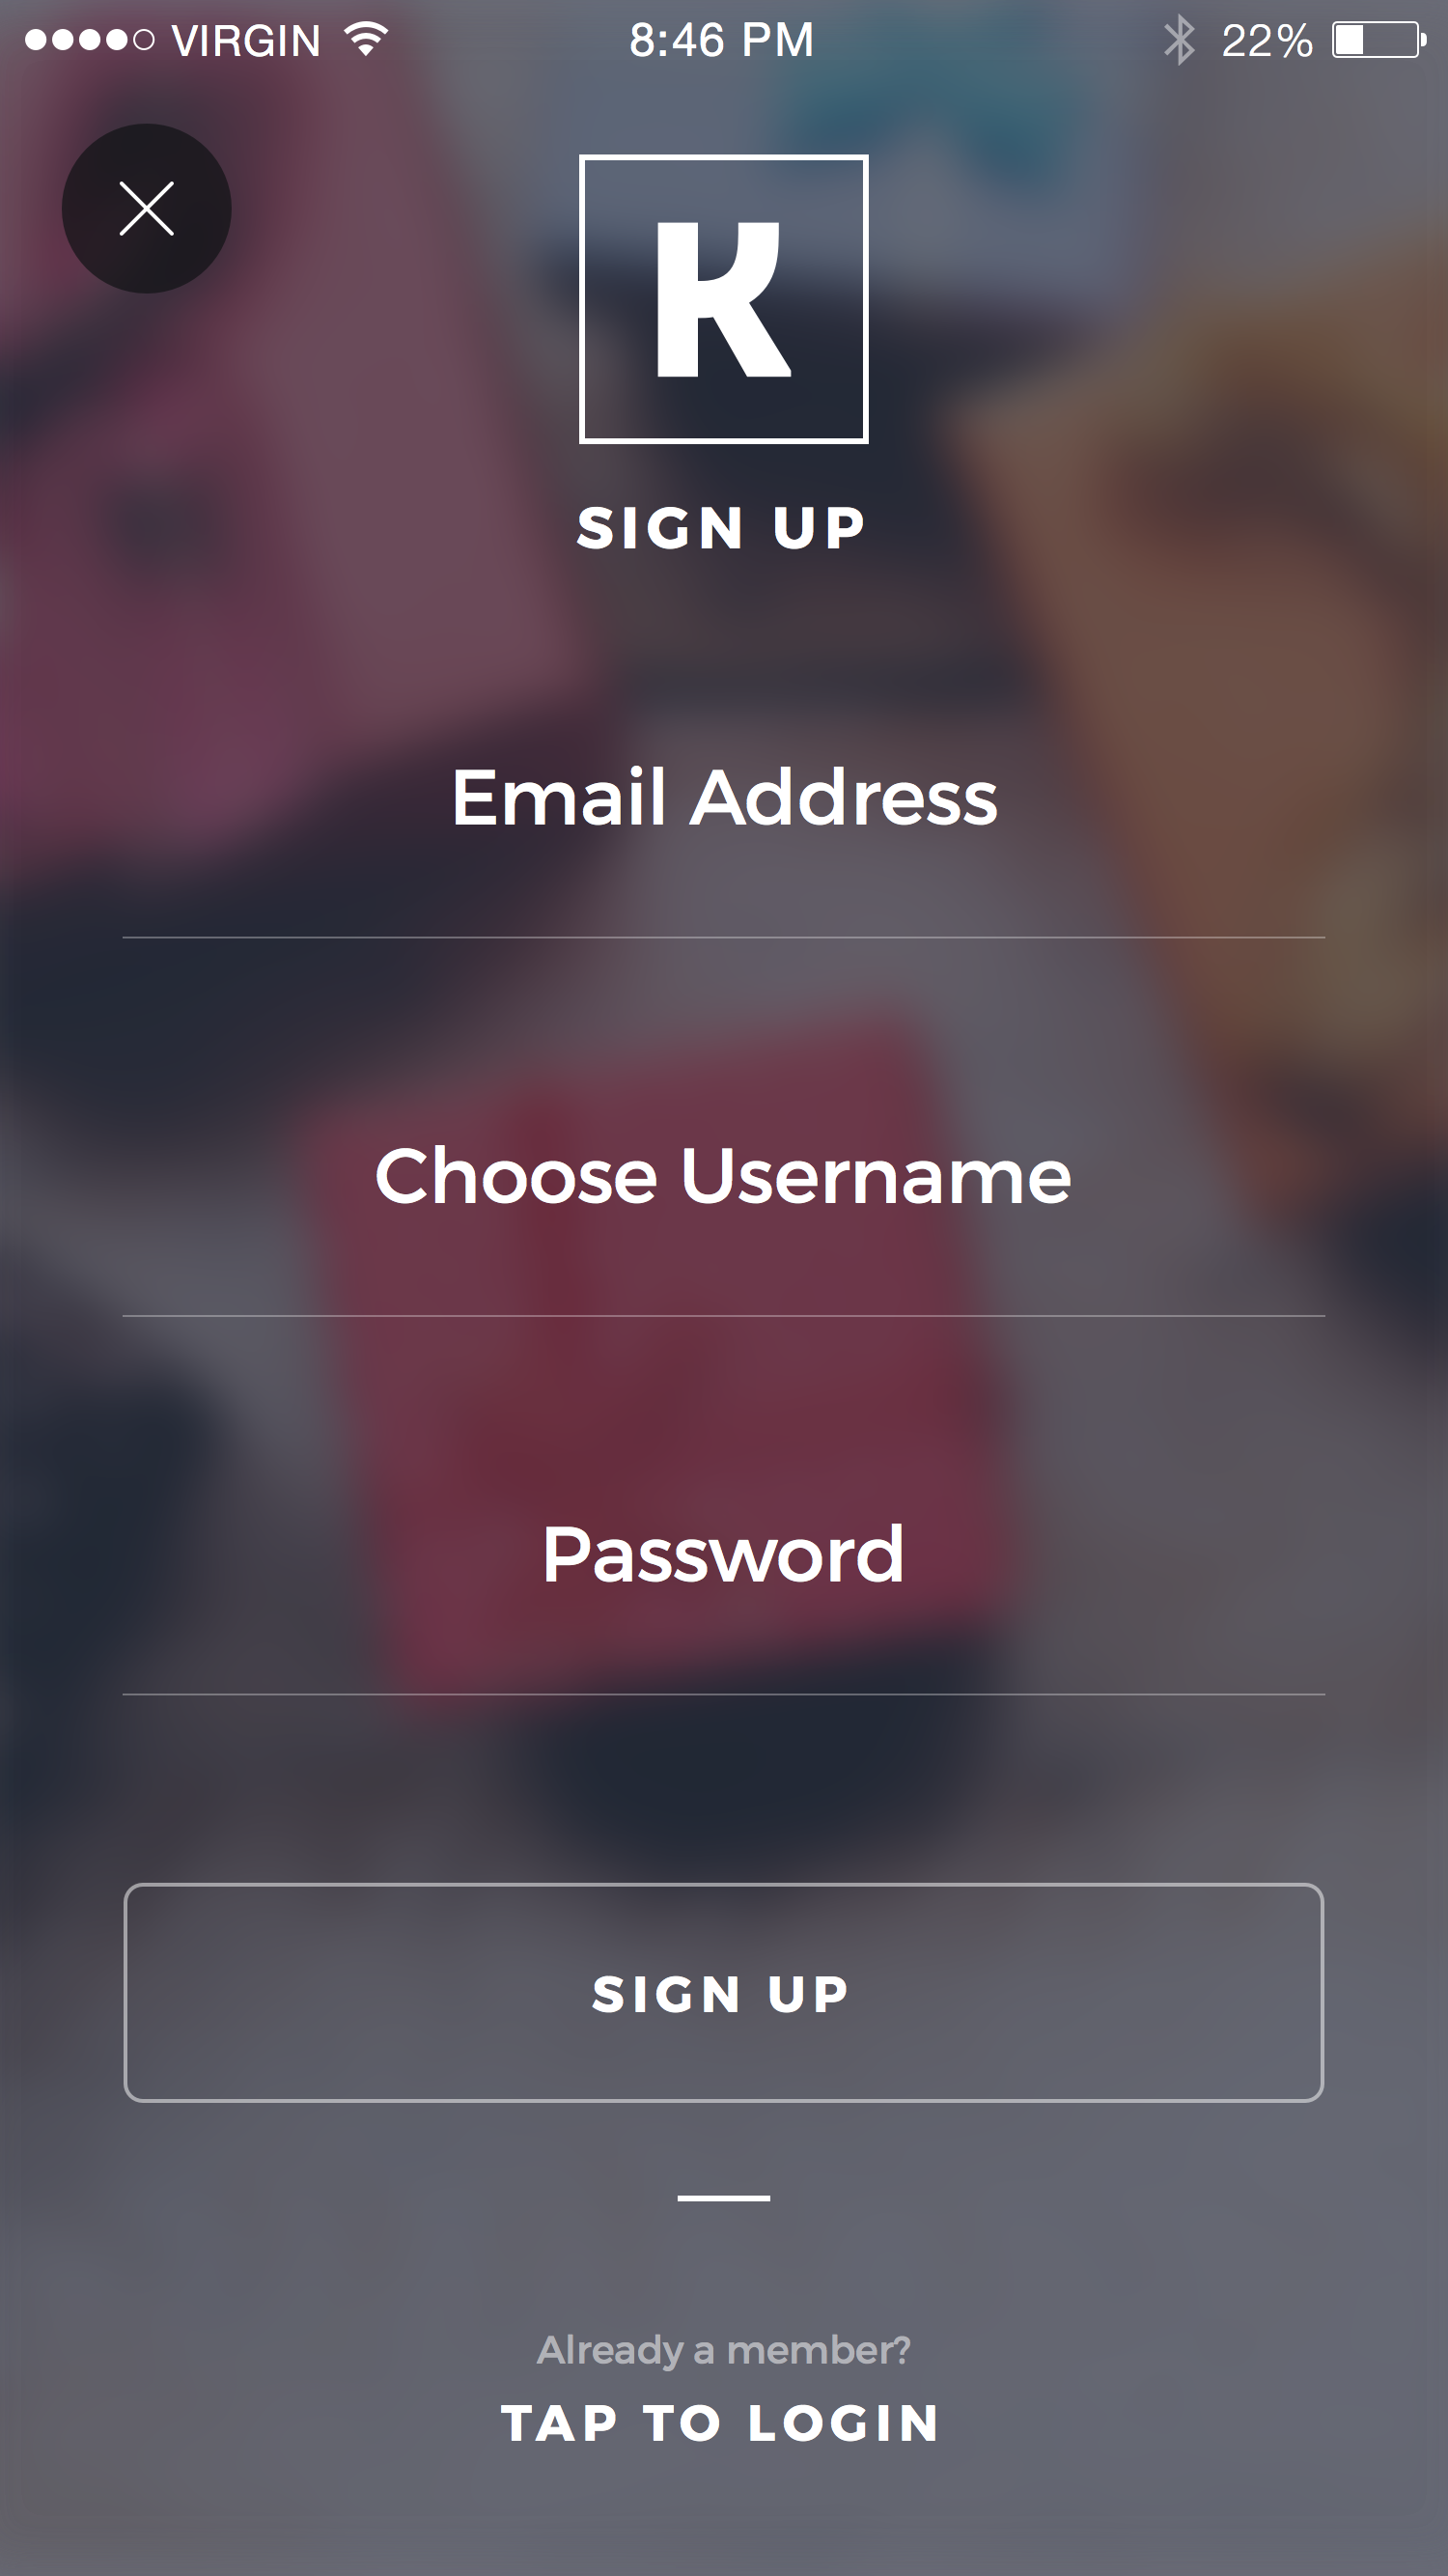 VIRGIN 8:46 PM 22%
K
SIGN UP
Email Address
Choose Username
Password
SIGN UP
Already a member?
TAP TO LOGIN